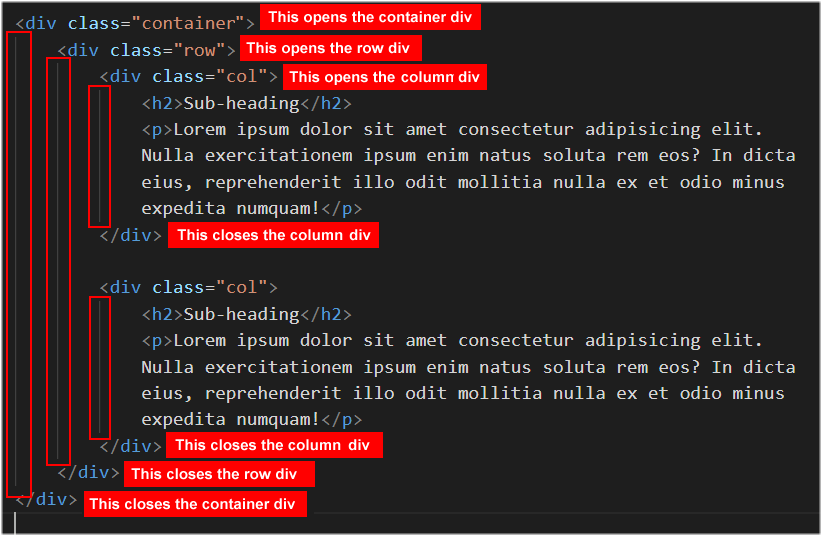 <div class="container"> This opens the container div
<div class="row"> This opens the row div
<div class="col"> This opens the column div
<h2>Sub-heading</h2>
<p>Lorem ipsum dolor sit amet consectetur adipisicing elit.
Nulla exercitationem ipsum enim natus soluta rem eos? In dicta
eius, reprehenderit illo odit mollitia nulla ex et odio minus
expedita numquam!</p>
</div> This closes the column div
<div class="col">
<h2>Sub-heading</h2>
<p>Lorem ipsum dolor sit amet consectetur adipisicing elit.
Nulla exercitationem ipsum enim natus soluta rem eos? In dicta
eius, reprehenderit illo odit mollitia nulla ex et odio minus
expedita numquam!</p>
</div> This closes the column div
</div> This closes the row div
</div> This closes the container div